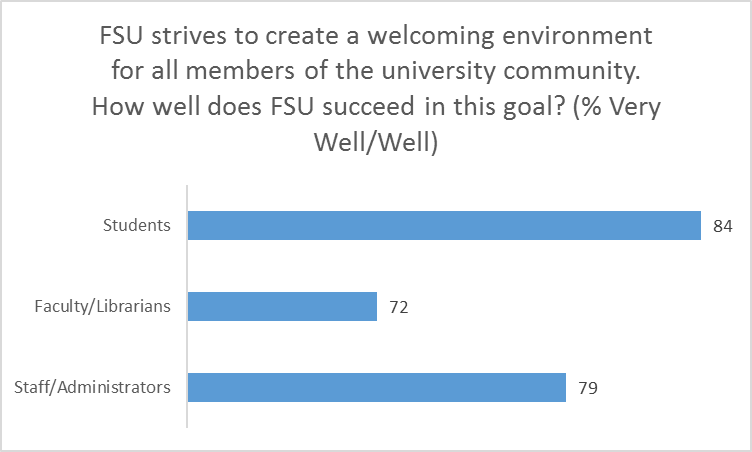 FSU strives to create a welcoming environment
for all members of the university community.
How well does FSU succeed in this goal? (% Very
Well/Well)
Students 84
Faculty/Librarians 72
Staff/Administrators 79